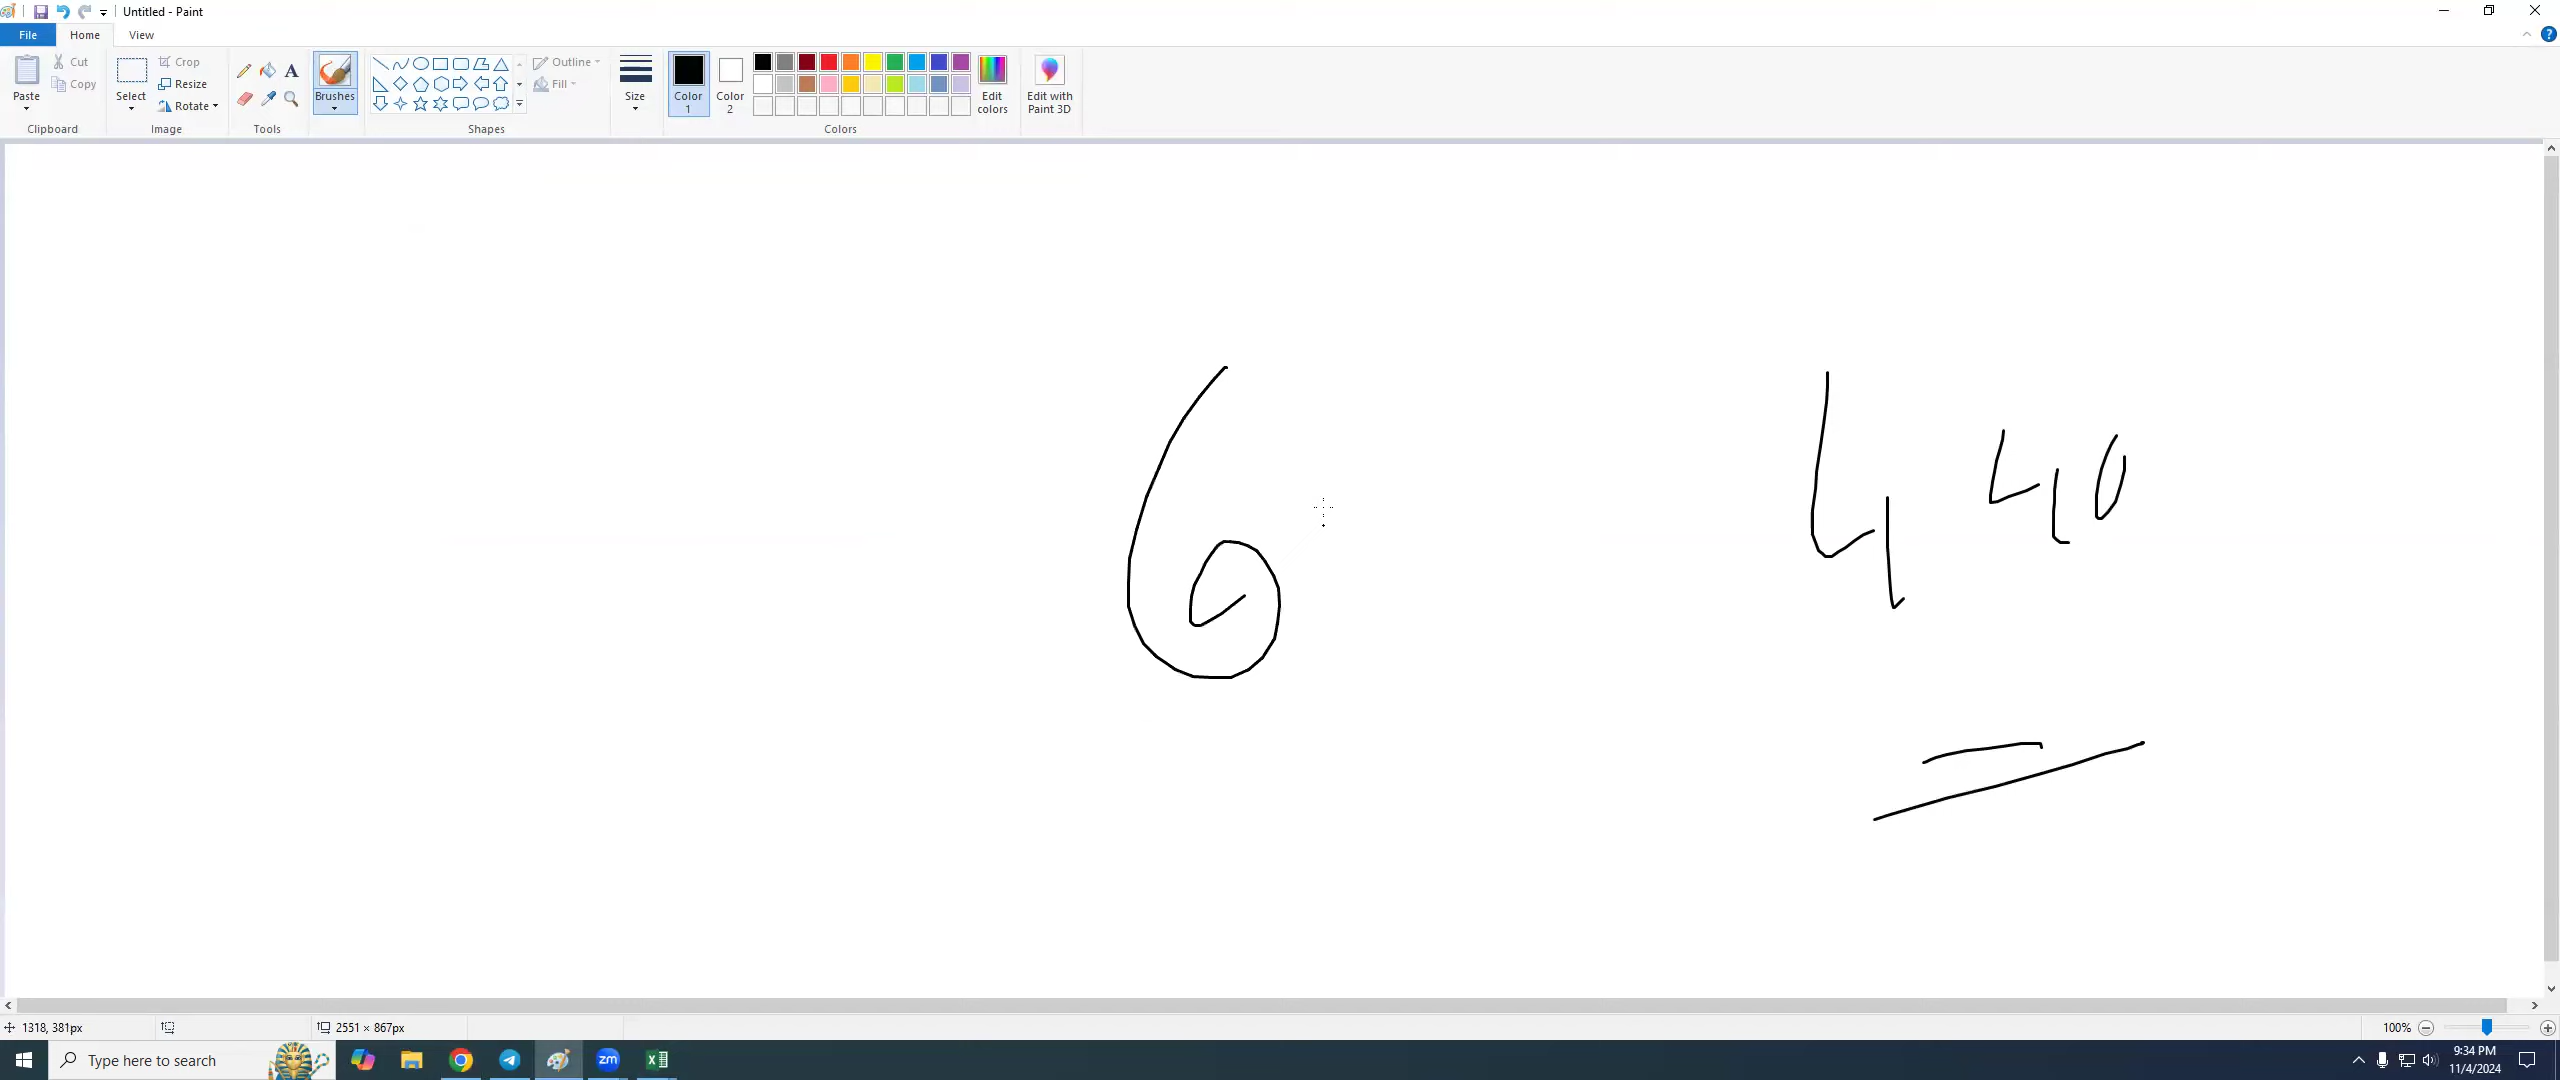 Untitled - Paint
File Home View
Paste
Cut
Copy
Clipboard
Select
Crop
Resize
Rotate
Image
A
Tools
Brushes
Shapes
Outline
Fill
Size
Color 1
Color 2
Edit colors
Colors
Edit with Paint 3D
6 4 40
1318, 381px 2551 × 867px 100%
Type here to search
zm
9:34 PM
11/4/2024